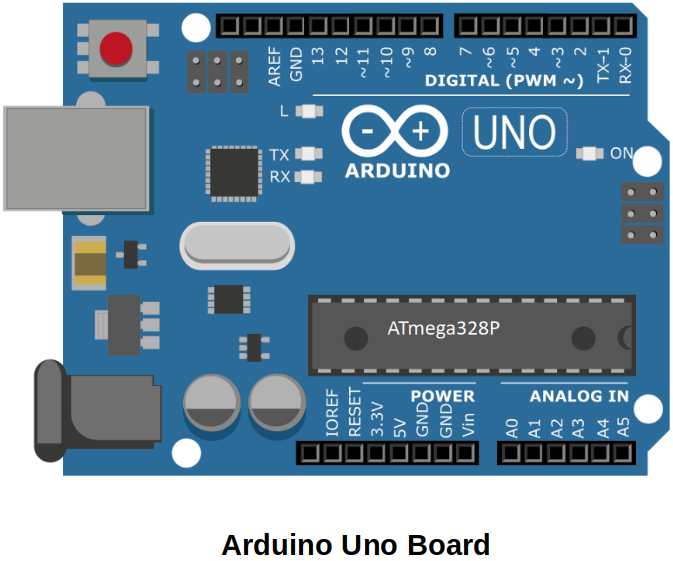 AREF
GND
13
12
~11
~10
~9
8
7
~6
~5
4
~3
2
TX-1
RX-0
DIGITAL (PWM ~)
L
TX
RX
- +
ARDUINO
UNO
ON
ATmega328P
POWER
ANALOG IN
IOREF
RESET
3.3V
5V
GND
GND
Vin
A0
A1
A2
A3
A4
A5
Arduino Uno Board